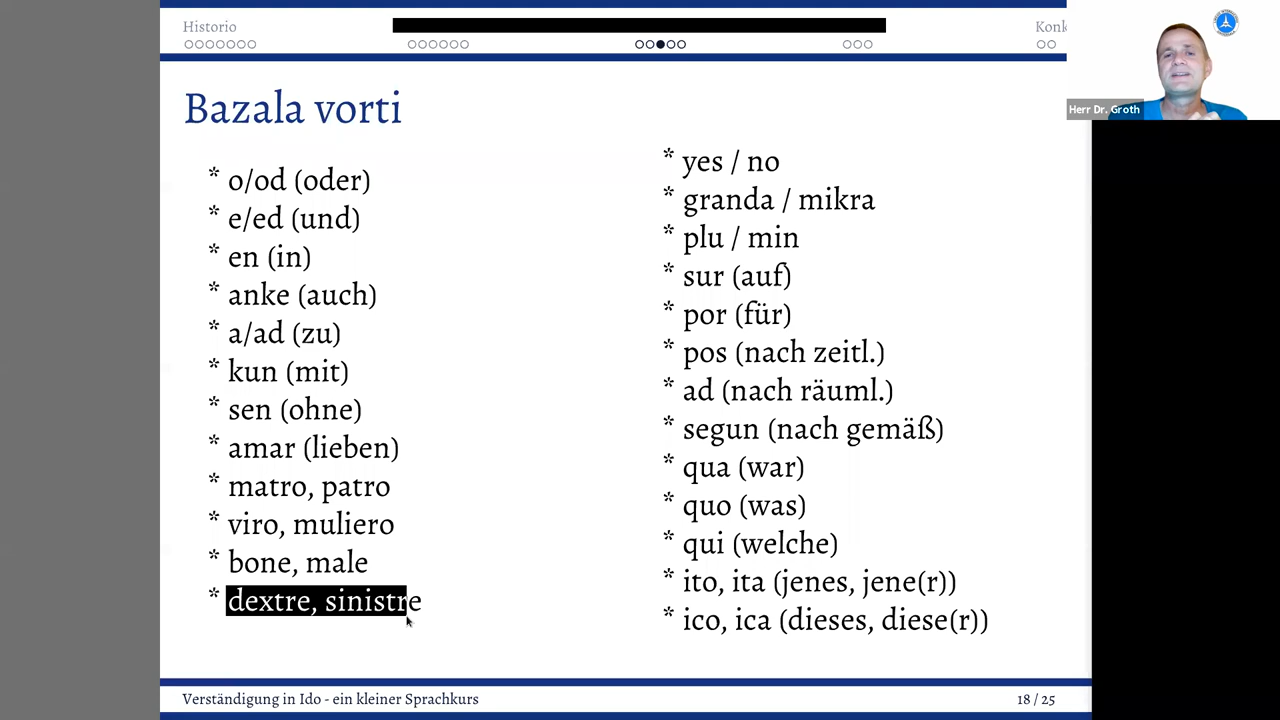 Historio
Konk
Herr Dr. Groth
Bazala vorti
* o/od (oder)
* e/ed (und)
* en (in)
* anke (auch)
* a/ad (zu)
* kun (mit)
* sen (ohne)
* amar (lieben)
* matro, patro
* viro, muliero
* bone, male
* dextre, sinistre
* yes / no
* granda / mikra
* plu / min
* sur (auf)
* por (für)
* pos (nach zeitl.)
* ad (nach räuml.)
* segun (nach gemäß)
* qua (war)
* quo (was)
* qui (welche)
* ito, ita (jenes, jene(r))
* ico, ica (dieses, diese(r))
Verständigung in Ido - ein kleiner Sprachkurs
18 / 25